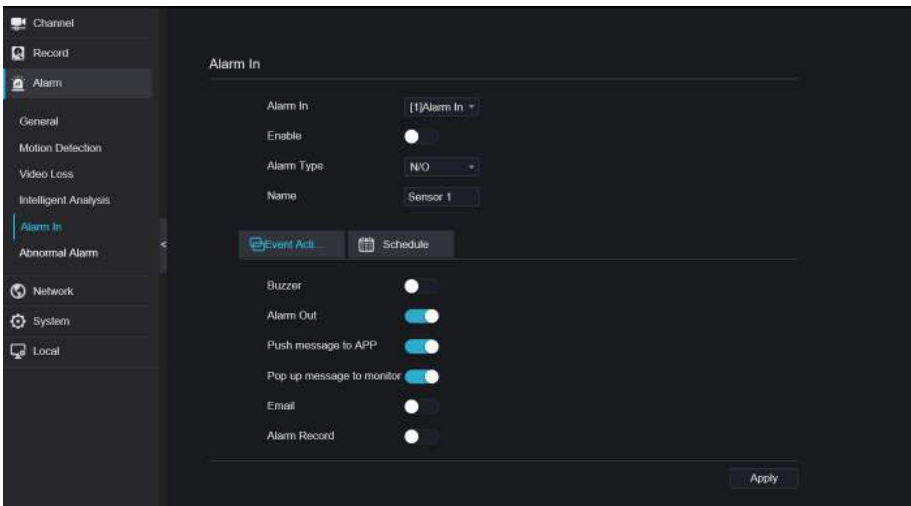 Channel
Record
Alarm
General
Motion Detection
Video Loss
Intelligent Analysis
Alarm In
Abnormal Alarm
Network
System
Local
<
Alarm In
Alarm In [1]Alarm In
Enable
Alarm Type N/O
Name Sensor 1
Event Acti... Schedule
Buzzer
Alarm Out
Push message to APP
Pop up message to monitor
Email
Alarm Record
Apply